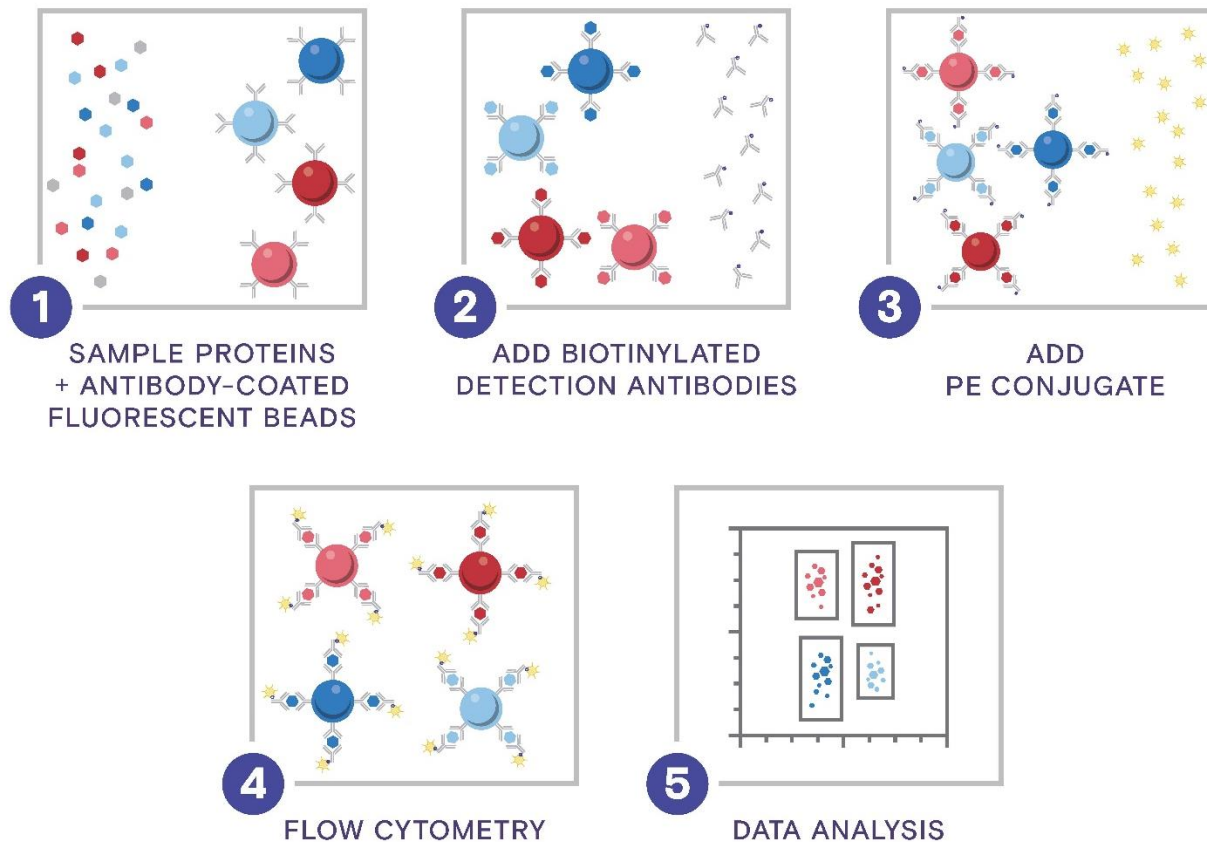 1
SAMPLE PROTEINS
+ ANTIBODY-COATED
FLUORESCENT BEADS
2
ADD BIOTINYLATED
DETECTION ANTIBODIES
3
ADD
PE CONJUGATE
4
FLOW CYTOMETRY
5
DATA ANALYSIS